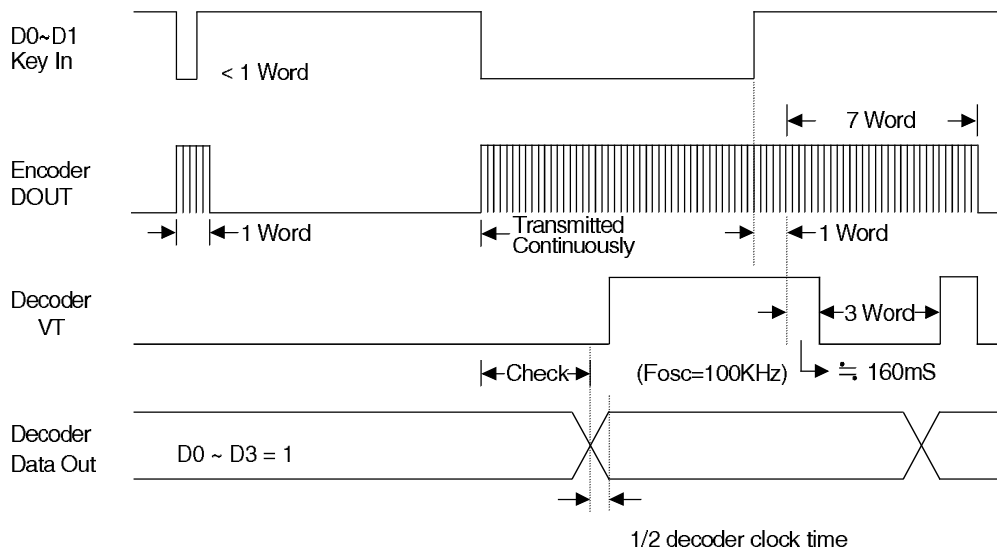 D0~D1
Key In
< 1 Word
7 Word
Encoder
DOUT
1 Word
Transmitted
Continuously
1 Word
Decoder
VT
3 Word
Check
(Fosc=100KHz)
≒ 160mS
Decoder
Data Out
D0 ~ D3 = 1
1/2 decoder clock time